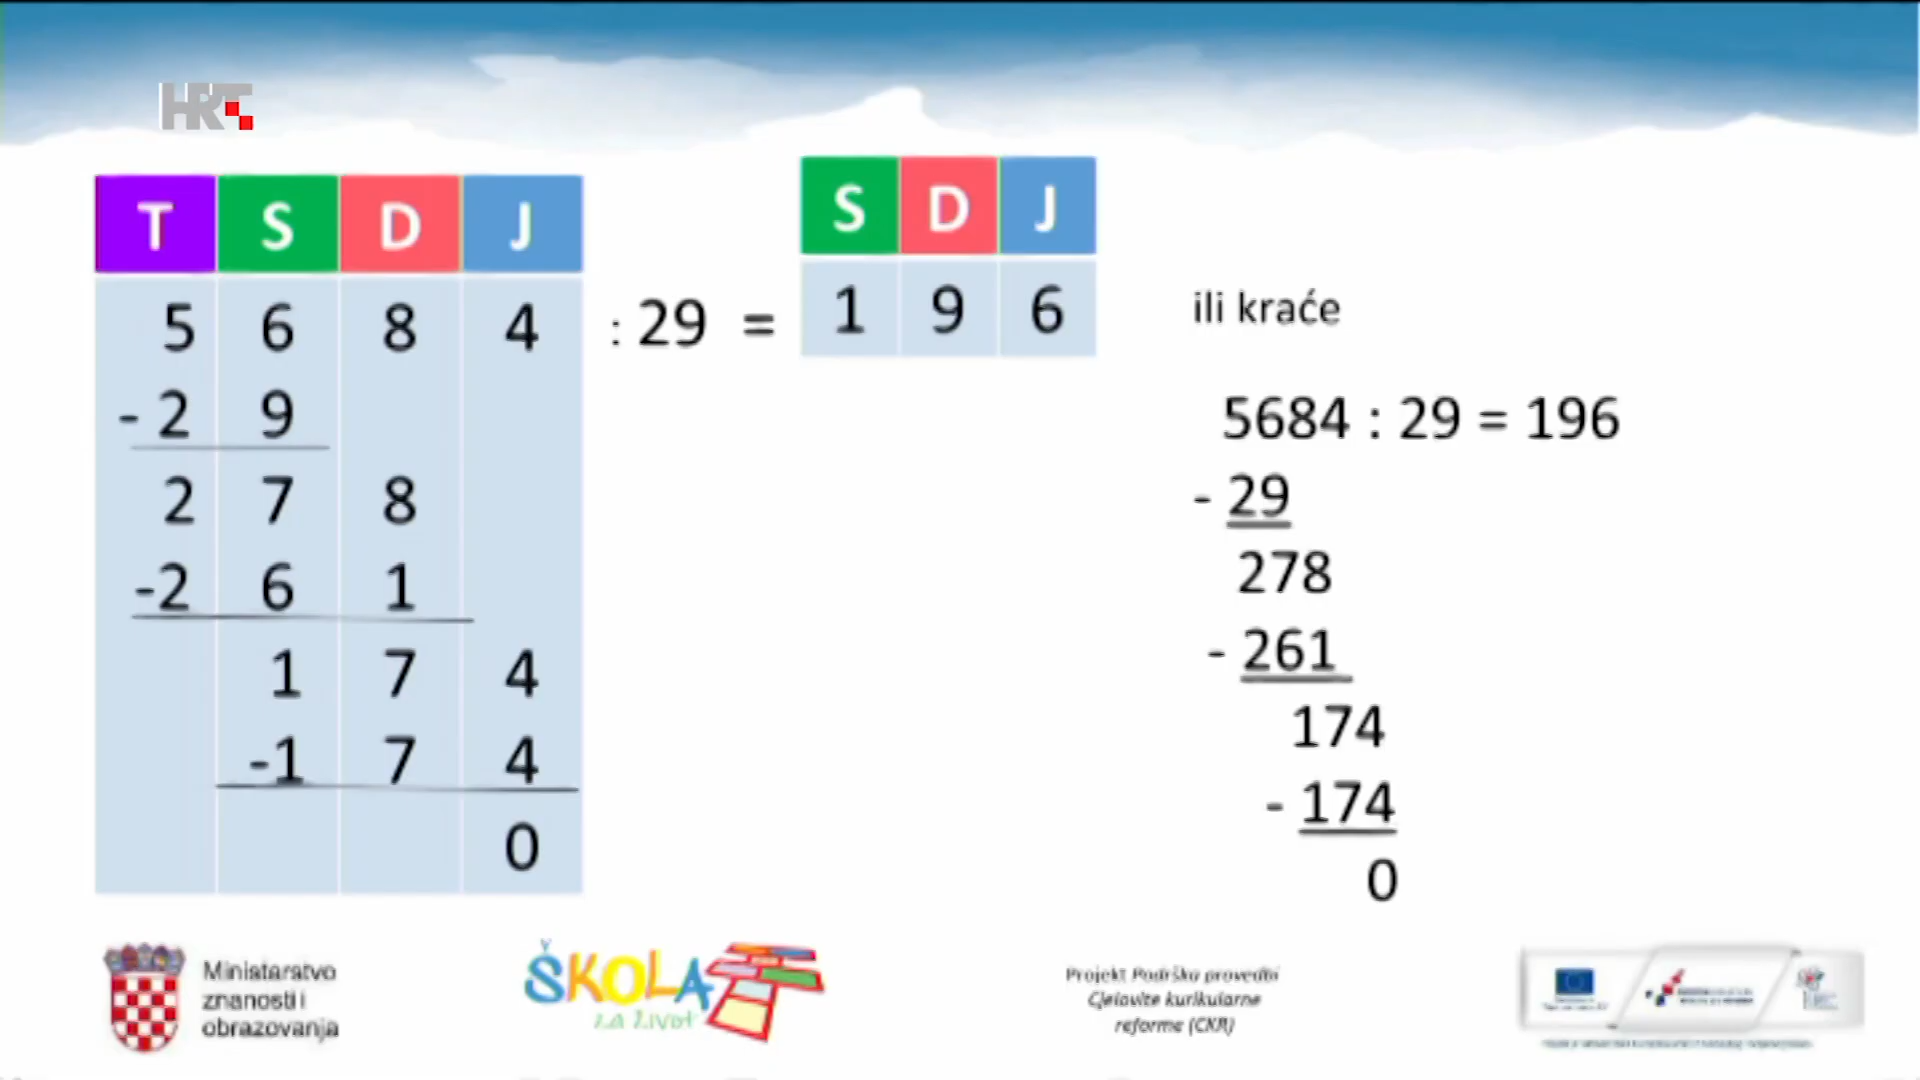 HRT
T S D J
S D J
5 6 8 4 : 29 = 1 9 6
- 2 9
2 7 8
-2 6 1
1 7 4
-1 7 4
0
ili kraće
5684 : 29 = 196
- 29
278
- 261
174
- 174
0
Ministarstvo
znanosti i
obrazovanja
ŠKOLA
ZA ŽIVOT
Projekt Podrška provedbi
Cjelovite kurikularne
reforme (CKR)